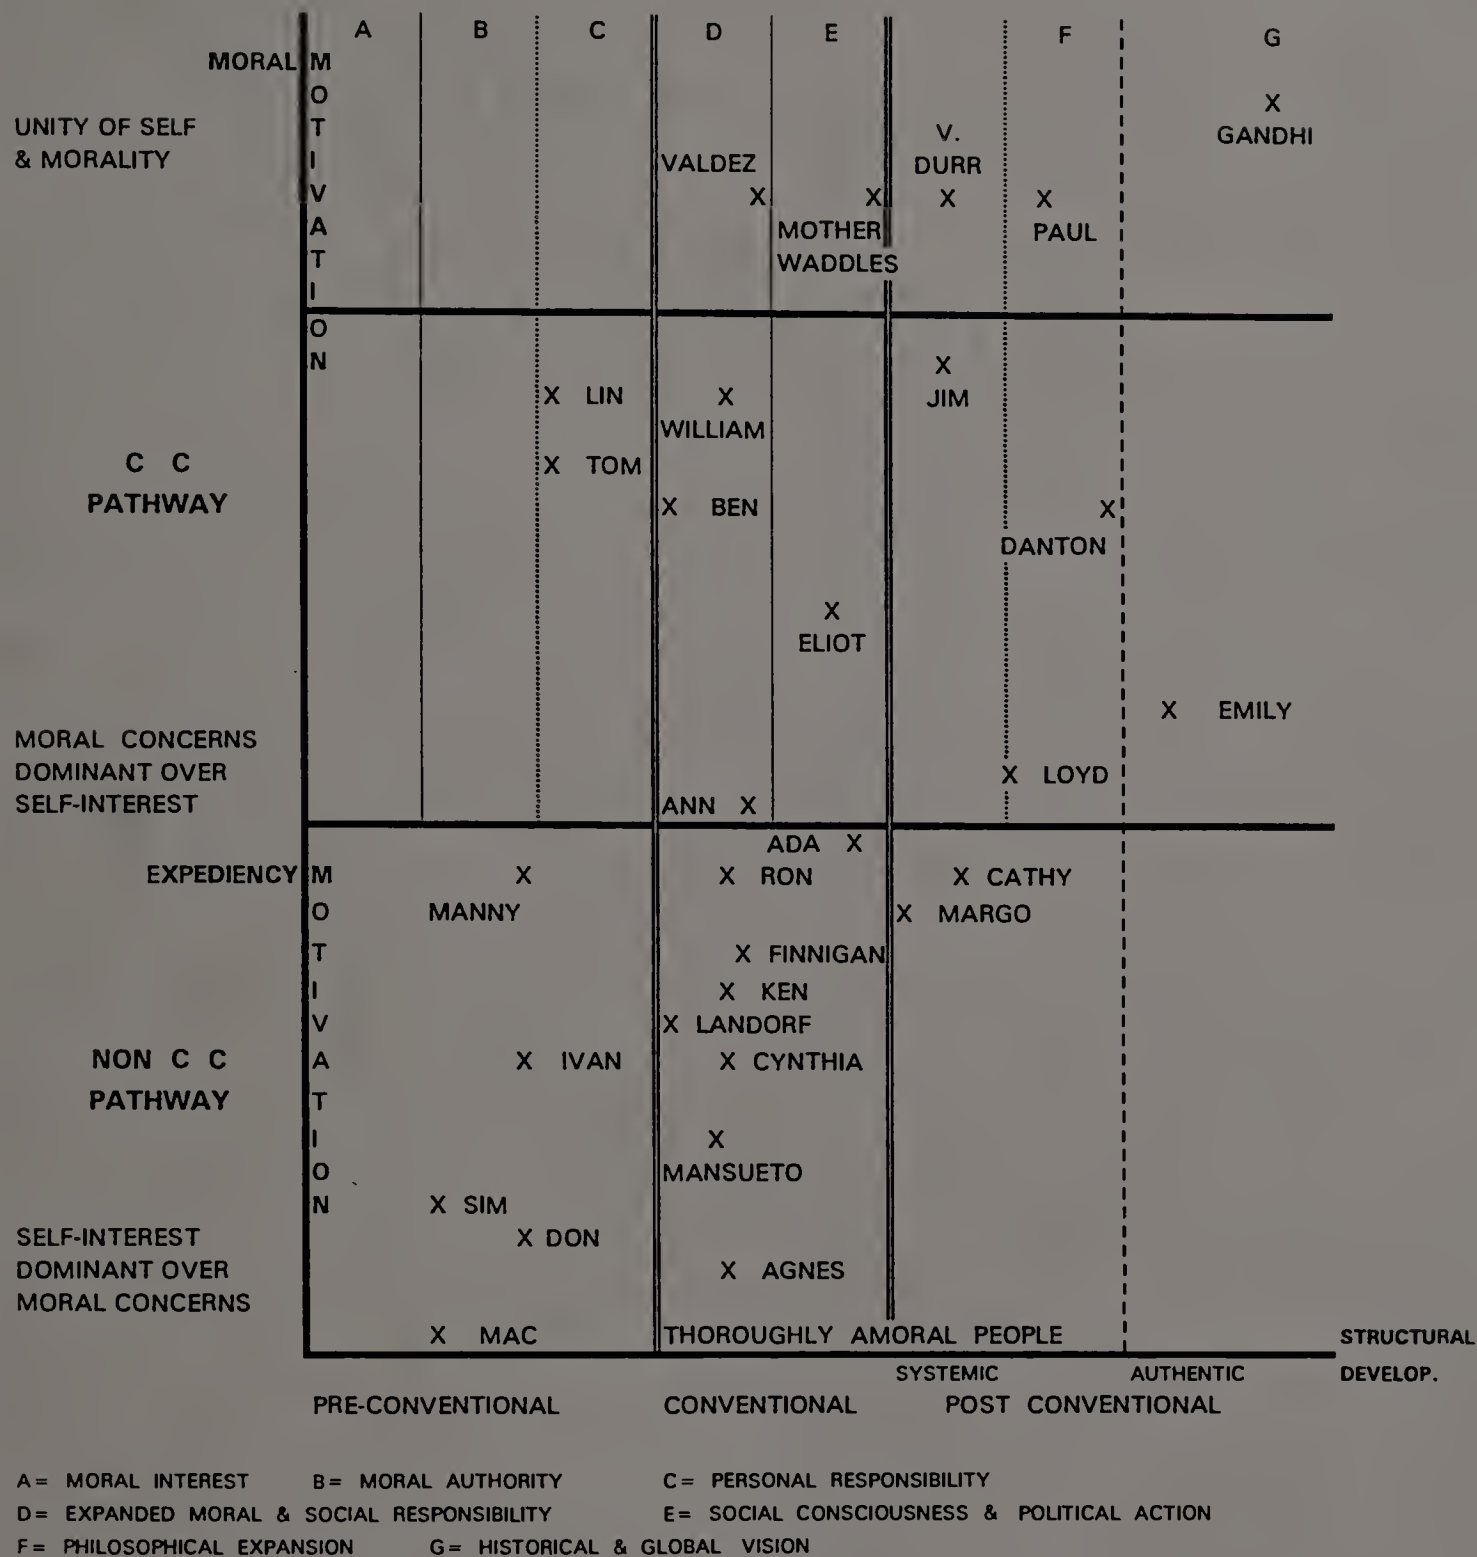 A B C D E F G
MORAL M
O
X
UNITY OF SELF T V. GANDHI
& MORALITY I VALDEZ DURR
V X X X X
A MOTHER PAUL
T WADDLES
I
O
N X
X LIN X JIM
WILLIAM
C C X TOM
PATHWAY X BEN X
DANTON
X
ELIOT
X EMILY
MORAL CONCERNS
DOMINANT OVER X LOYD
SELF-INTEREST ANN X
ADA X
EXPEDIENCY M X X RON X CATHY
O MANNY X MARGO
T X FINNIGAN
I X KEN
V X LANDORF
NON C C A X IVAN X CYNTHIA
PATHWAY T
I X
O MANSUETO
N X SIM
SELF-INTEREST X DON
DOMINANT OVER X AGNES
MORAL CONCERNS
X MAC THOROUGHLY AMORAL PEOPLE STRUCTURAL
SYSTEMIC AUTHENTIC DEVELOP.
PRE-CONVENTIONAL CONVENTIONAL POST CONVENTIONAL
A= MORAL INTEREST B= MORAL AUTHORITY C= PERSONAL RESPONSIBILITY
D= EXPANDED MORAL & SOCIAL RESPONSIBILITY E= SOCIAL CONSCIOUSNESS & POLITICAL ACTION
F= PHILOSOPHICAL EXPANSION G= HISTORICAL & GLOBAL VISION